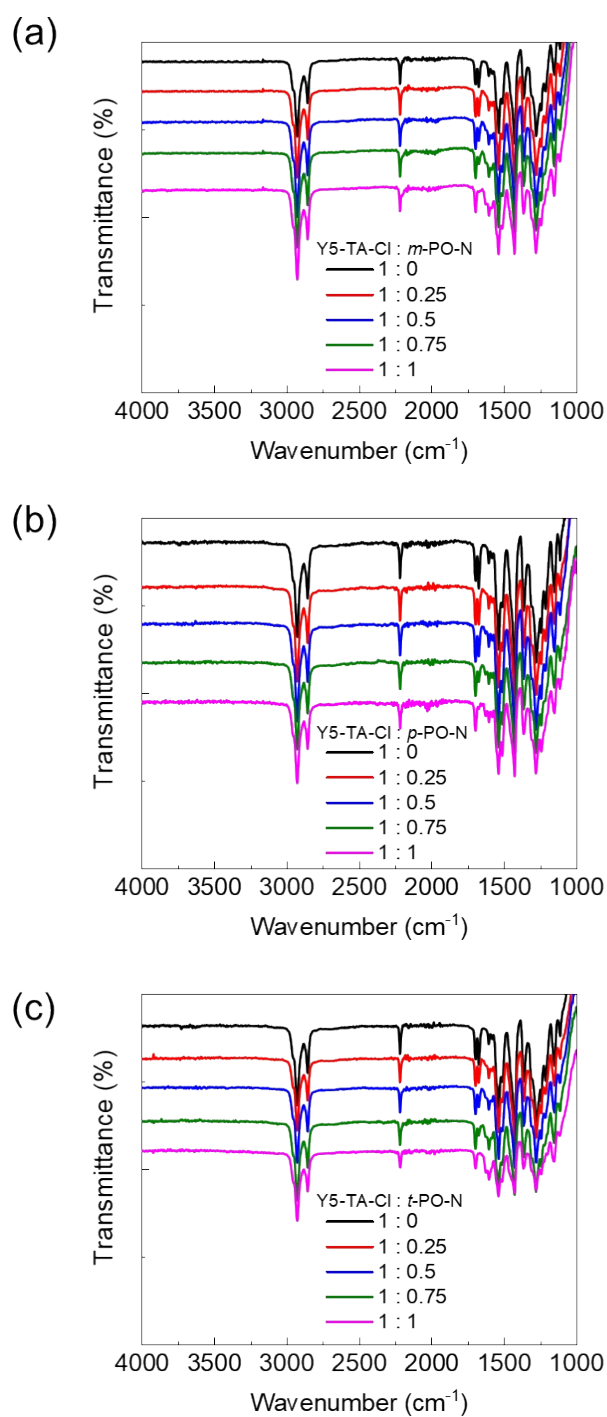 (a)
Transmittance (%)
Y5-TA-CI : m-PO-N
1 : 0
1 : 0.25
1 : 0.5
1 : 0.75
1 : 1
4000 3500 3000 2500 2000 1500 1000
Wavenumber (cm⁻¹)
(b)
Transmittance (%)
Y5-TA-CI : p-PO-N
1 : 0
1 : 0.25
1 : 0.5
1 : 0.75
1 : 1
4000 3500 3000 2500 2000 1500 1000
Wavenumber (cm⁻¹)
(c)
Transmittance (%)
Y5-TA-CI : t-PO-N
1 : 0
1 : 0.25
1 : 0.5
1 : 0.75
1 : 1
4000 3500 3000 2500 2000 1500 1000
Wavenumber (cm⁻¹)